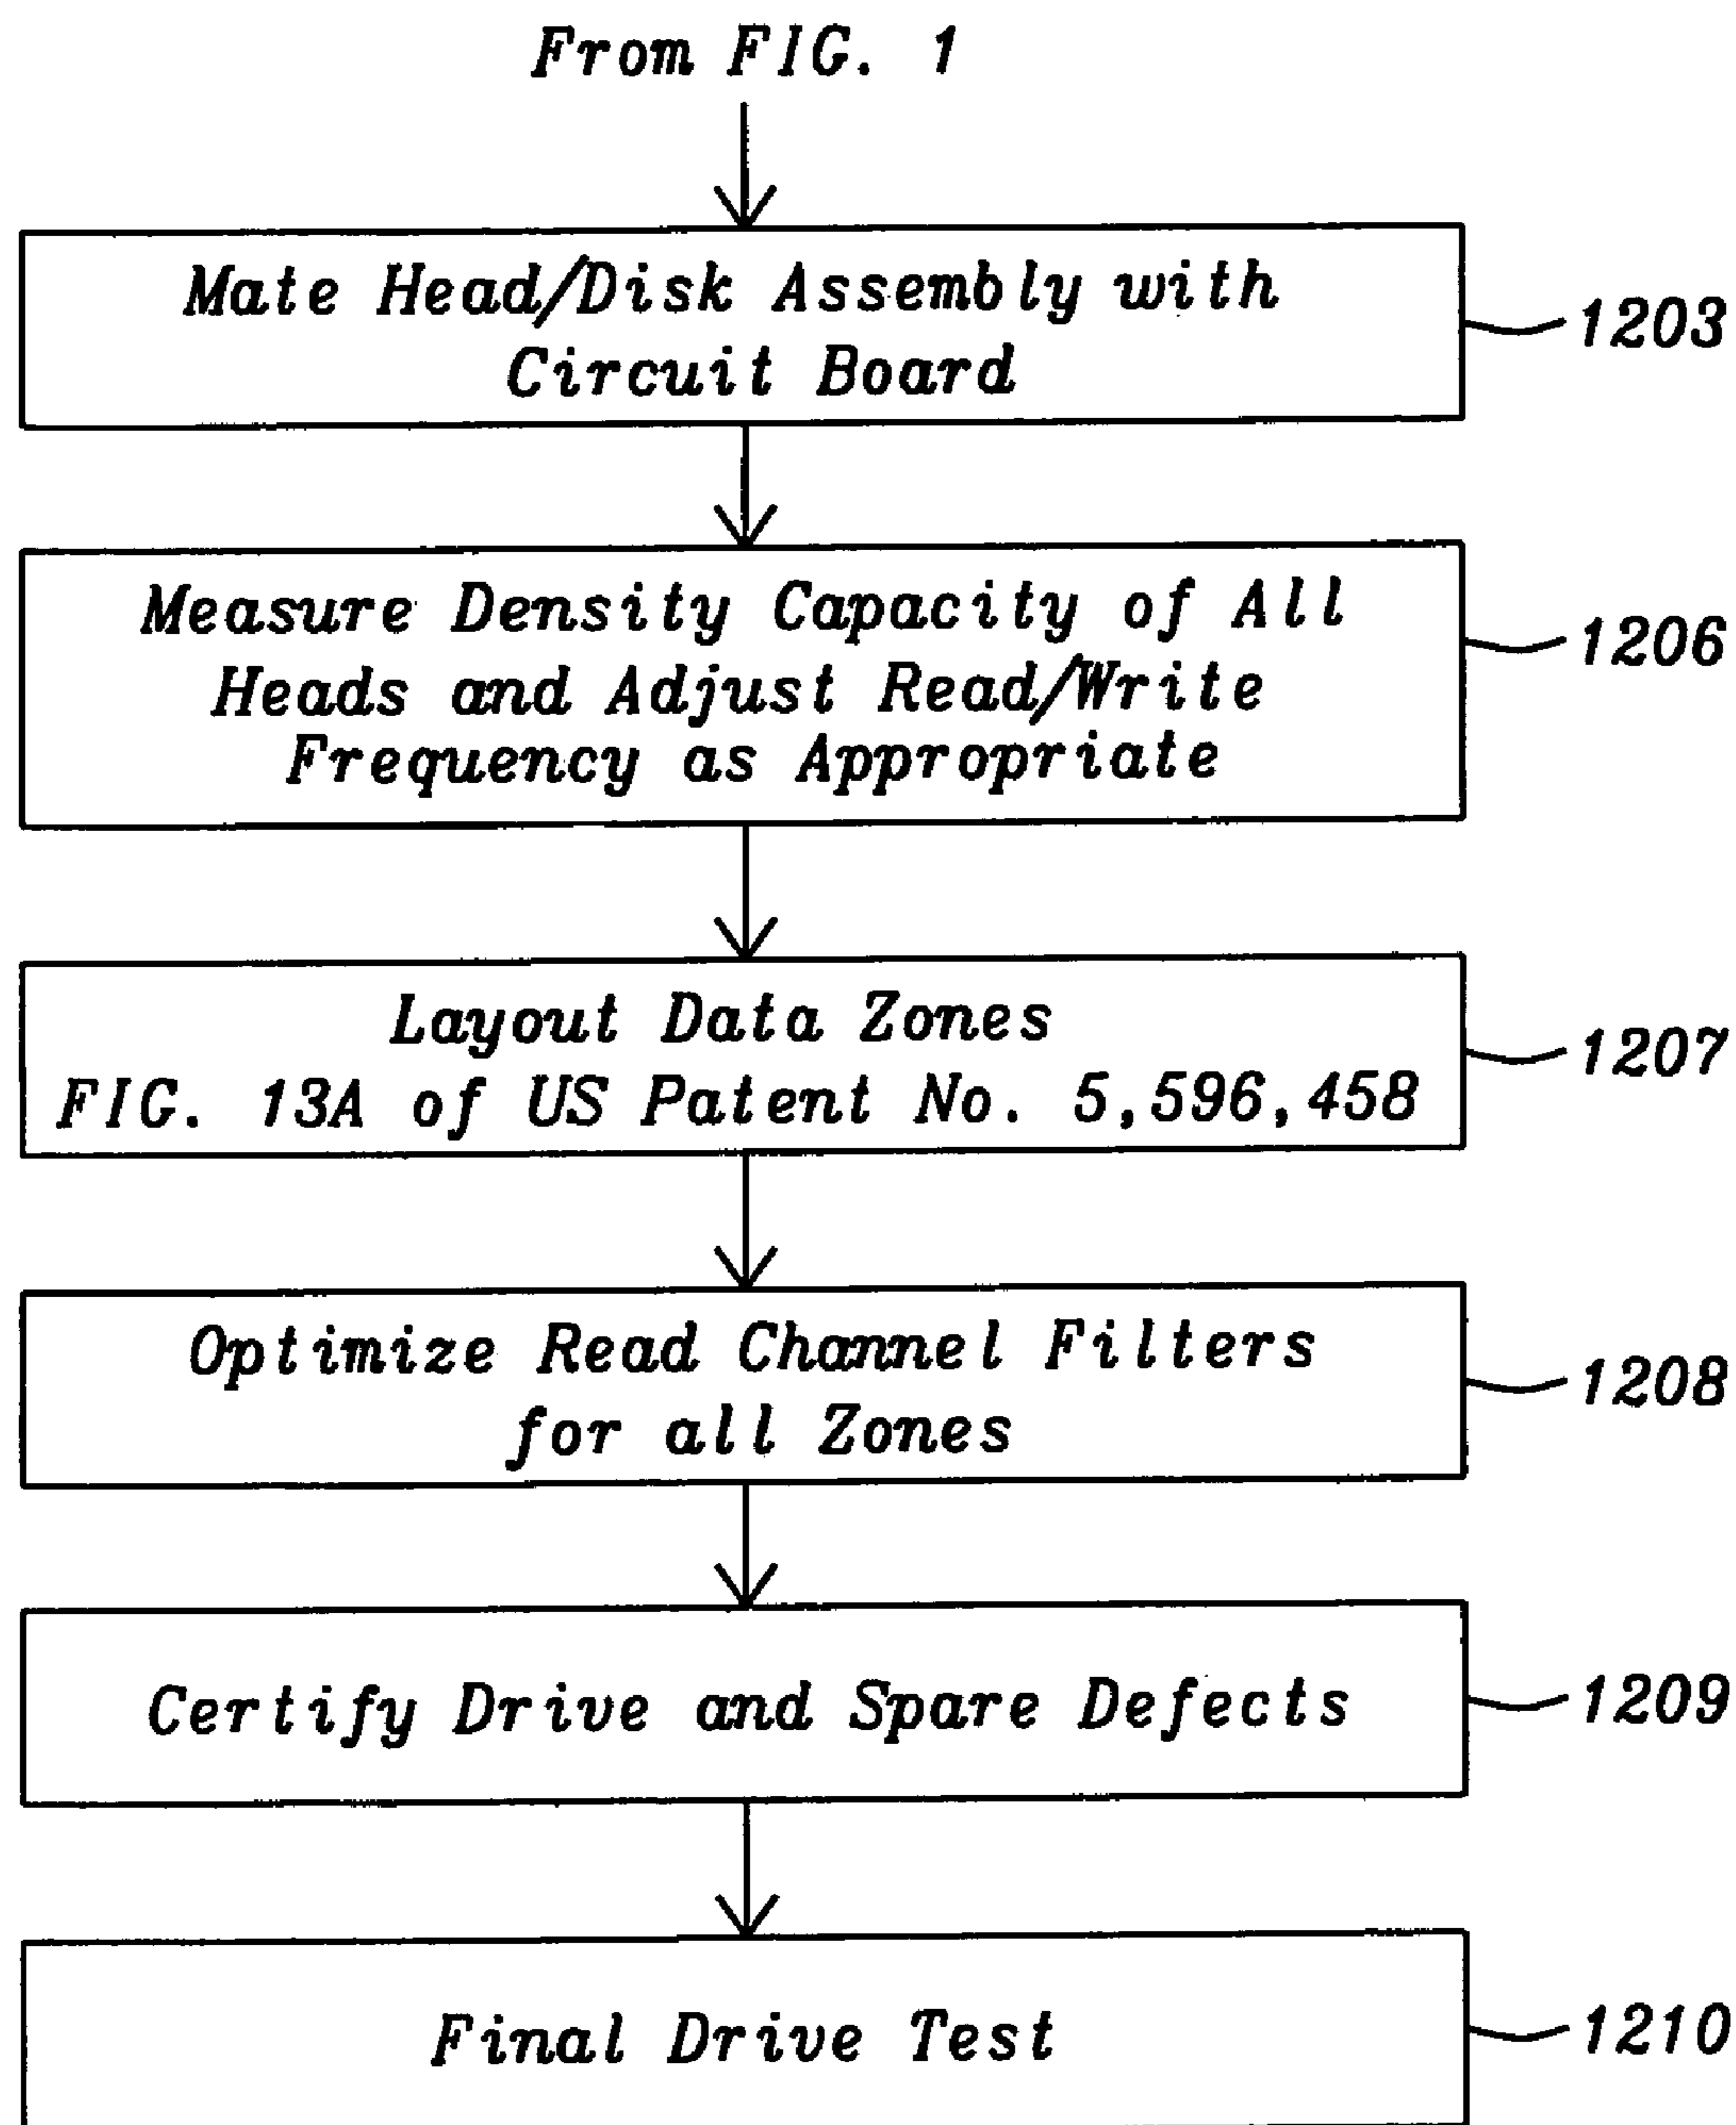 From FIG. 1
Mate Head/Disk Assembly with
Circuit Board
1203
Measure Density Capacity of All
Heads and Adjust Read/Write
Frequency as Appropriate
1206
Layout Data Zones
FIG. 13A of US Patent No. 5,596,458
1207
Optimize Read Channel Filters
for all Zones
1208
Certify Drive and Spare Defects
1209
Final Drive Test
1210